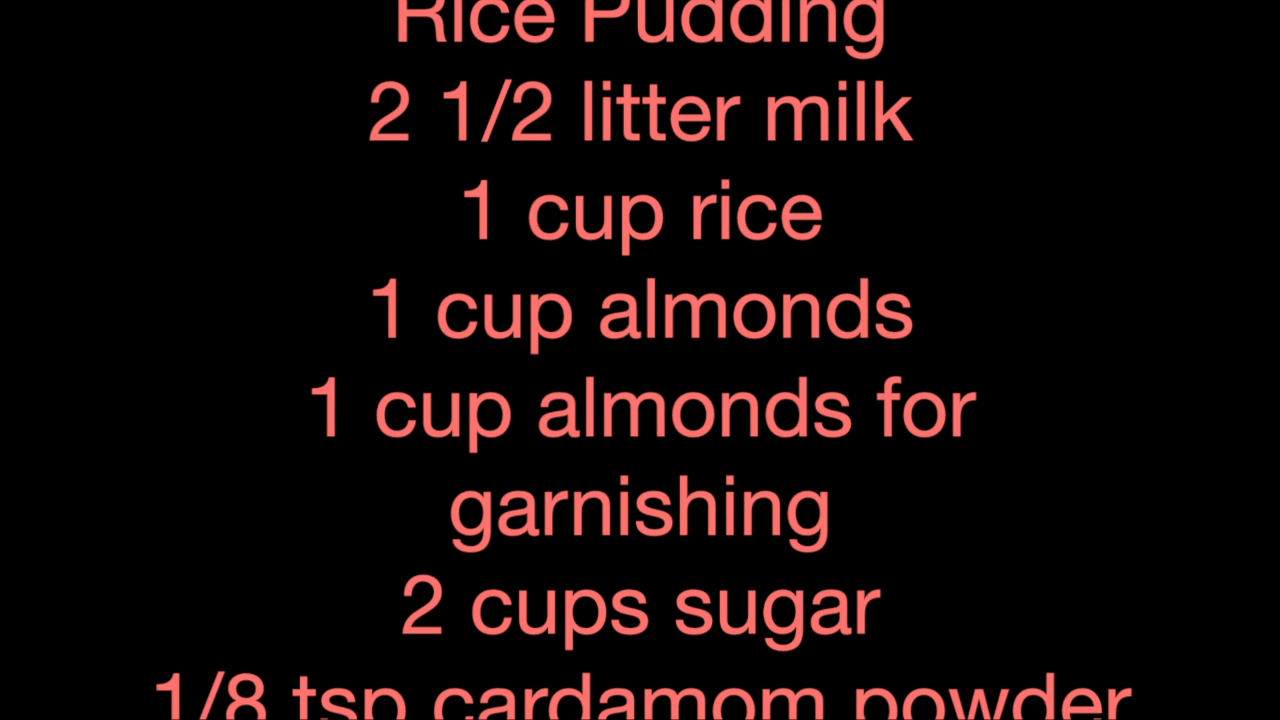 Rice Pudding
2 1/2 litter milk
1 cup rice
1 cup almonds
1 cup almonds for
garnishing
2 cups sugar
1/8 tsp cardamom powder